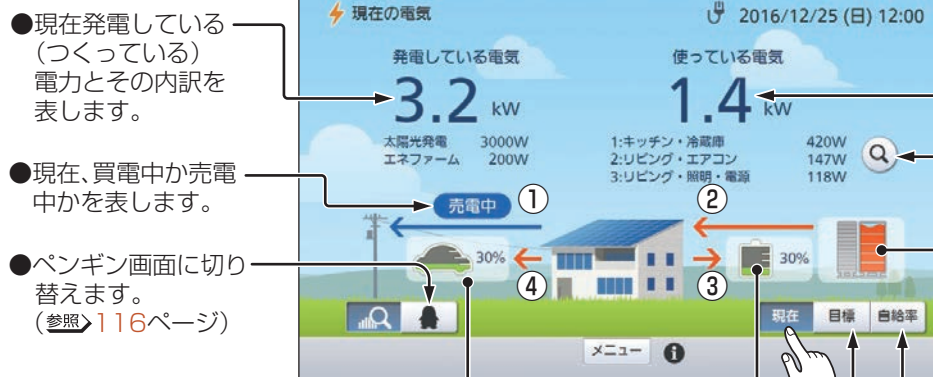 ●現在発電している
（つくっている）
電力とその内訳を
表します。
●現在、買電中か売電
中かを表します。
●ペンギン画面に切り
替えます。
（参照 116ページ）
現在の電気
2016/12/25 (日) 12:00
発電している電気
3.2 kW
太陽光発電 3000W
エネファーム 200W
使っている電気
1.4 kW
1:キッチン・冷蔵庫 420W
2:リビング・エアコン 147W
3:リビング・照明・電源 118W
売電中
①
②
30%
④
③
30%
現在
目標
自給率
メニュー